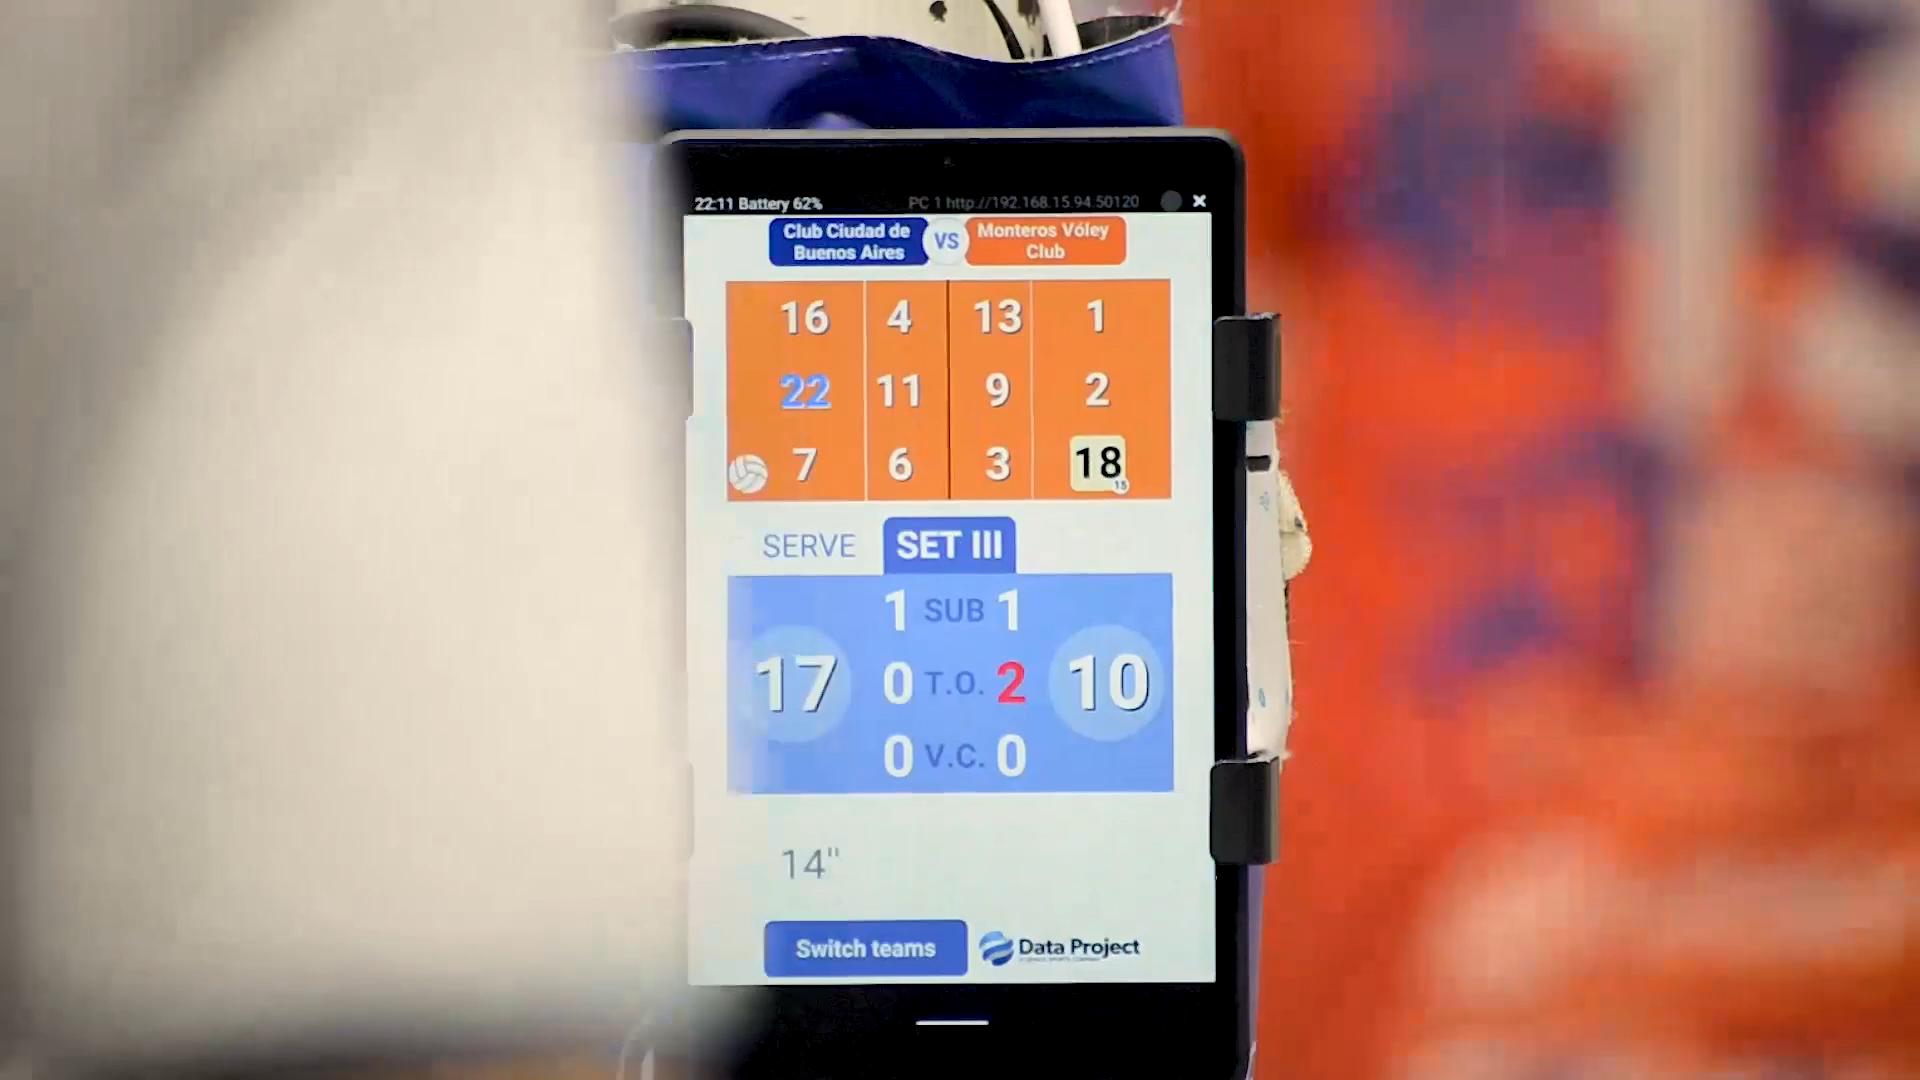 22:11 Battery 62% PC 1 http://192.168.15.94:50120 ×
Club Ciudad de
Buenos Aires
VS
Monteros Vóley
Club
16 4 13 1
22 11 9 2
7 6 3 18
15
SERVE SET III
1 SUB 1
17 0 T.O. 2 10
0 V.C. 0
14"
Switch teams Data Project